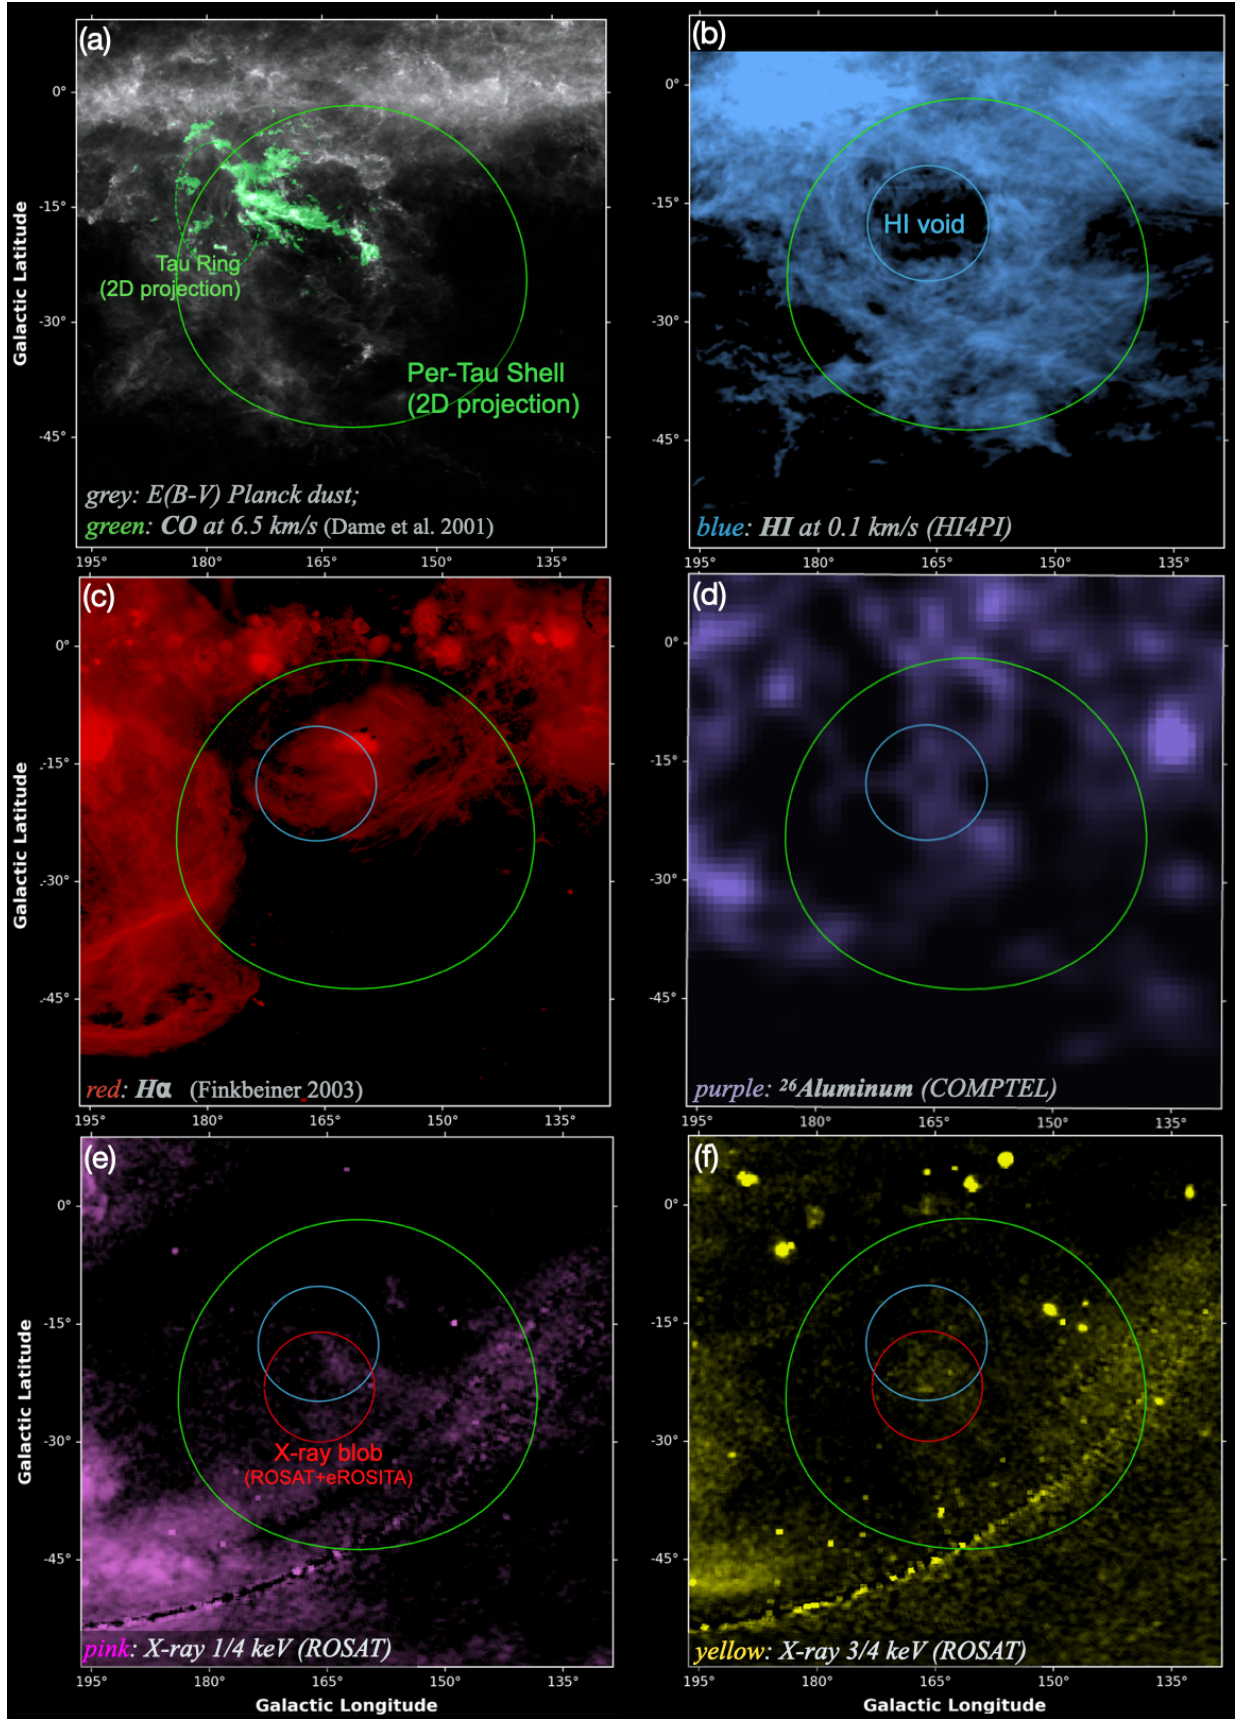 (a)
Galactic Latitude
0°
-15°
-30°
-45°
Tau Ring
(2D projection)
Per-Tau Shell
(2D projection)
grey: E(B-V) Planck dust;
green: CO at 6.5 km/s (Dame et al. 2001)
195° 180° 165° 150° 135°
(b)
0°
-15°
-30°
-45°
HI void
blue: HI at 0.1 km/s (HI4PI)
195° 180° 165° 150° 135°
(c)
Galactic Latitude
0°
-15°
-30°
-45°
red: Hα (Finkbeiner 2003)
195° 180° 165° 150° 135°
(d)
0°
-15°
-30°
-45°
purple: ²⁶Aluminum (COMPTEL)
195° 180° 165° 150° 135°
(e)
Galactic Latitude
0°
-15°
-30°
-45°
X-ray blob
(ROSAT+eROSITA)
pink: X-ray 1/4 keV (ROSAT)
195° 180° 165° 150° 135°
Galactic Longitude
(f)
0°
-15°
-30°
-45°
yellow: X-ray 3/4 keV (ROSAT)
195° 180° 165° 150° 135°
Galactic Longitude